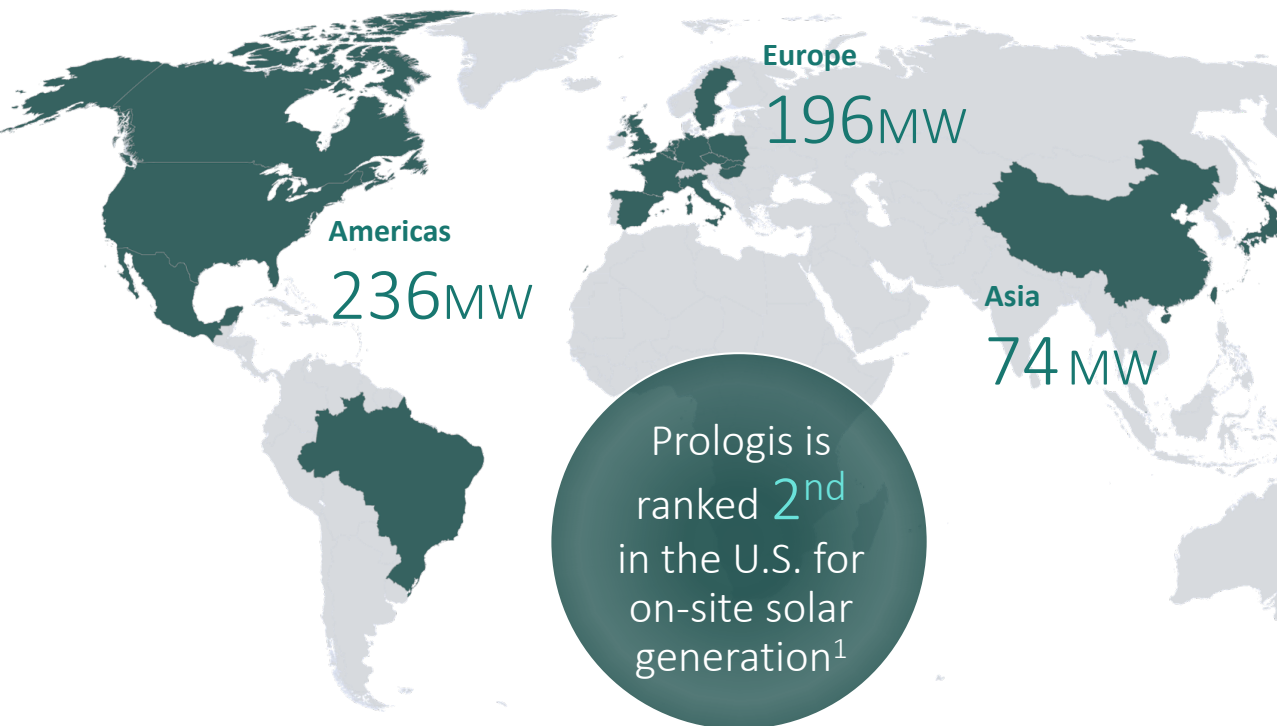 Europe
196MW
Americas
236MW
Asia
74 MW
Prologis is
ranked 2nd
in the U.S. for
on-site solar
generation1